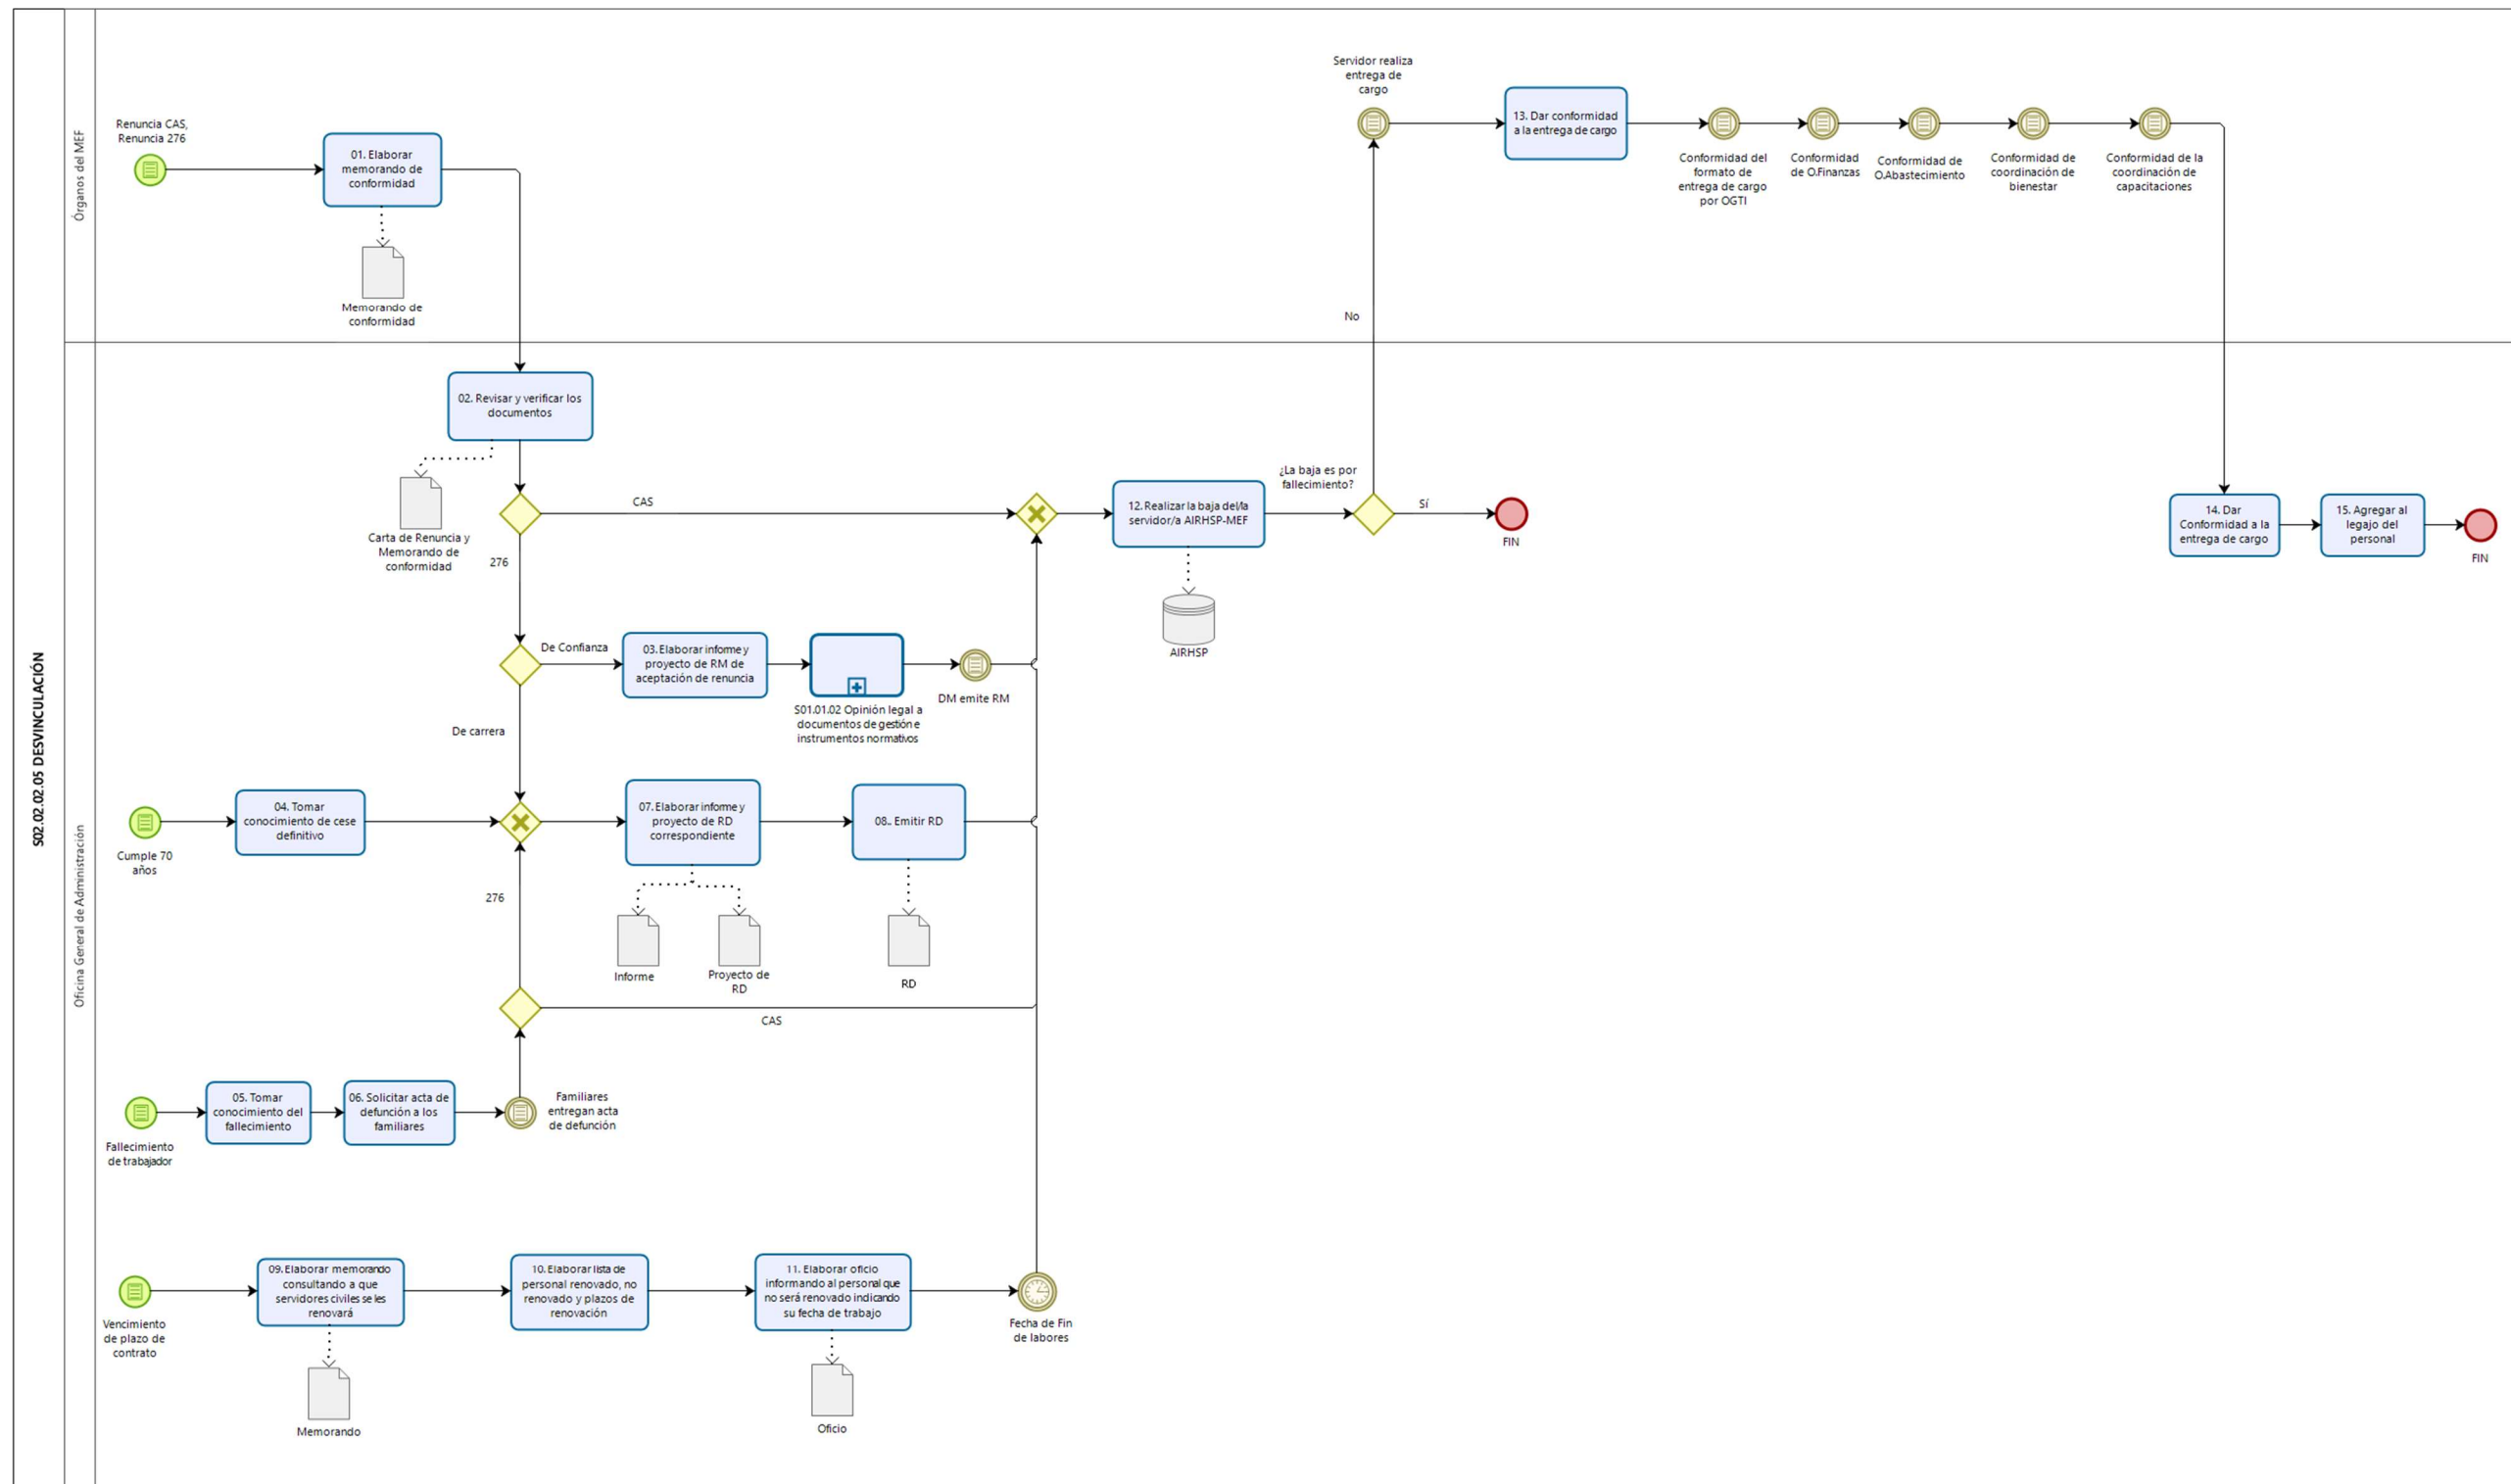 S02.02.02.05 DESVINCULACIÓN
Órganos del MEF
Renuncia CAS,
Renuncia 276
01. Elaborar
memorando de
conformidad
Memorando de
conformidad
Servidor realiza
entrega de
cargo
13. Dar conformidad
a la entrega de cargo
Conformidad del
formato de
entrega de cargo
por OGTI
Conformidad
de O.Finanzas
Conformidad de
O.Abastecimiento
Conformidad de
coordinación de
bienestar
Conformidad de la
coordinación de
capacitaciones
No
Oficina General de Administración
02. Revisar y verificar los
documentos
Carta de Renuncia y
Memorando de
conformidad
CAS
276
12. Realizar la baja del/la
servidor/a AIRHSP-MEF
AIRHSP
¿La baja es por
fallecimiento?
Sí
FIN
14. Dar
Conformidad a la
entrega de cargo
15. Agregar al
legajo del
personal
FIN
De Confianza
03. Elaborar informe y
proyecto de RM de
aceptación de renuncia
S01.01.02 Opinión legal a
documentos de gestión e
instrumentos normativos
DM emite RM
De carrera
Cumple 70
años
04. Tomar
conocimiento de cese
definitivo
07. Elaborar informe y
proyecto de RD
correspondiente
08.. Emitir RD
276
Informe
Proyecto de
RD
RD
CAS
Fallecimiento
de trabajador
05. Tomar
conocimiento del
fallecimiento
06. Solicitar acta de
defunción a los
familiares
Familiares
entregan acta
de defunción
Vencimiento
de plazo de
contrato
09. Elaborar memorando
consultando a que
servidores civiles se les
renovará
Memorando
10. Elaborar lista de
personal renovado, no
renovado y plazos de
renovación
11. Elaborar oficio
informando al personal que
no será renovado indicando
su fecha de trabajo
Oficio
Fecha de Fin
de labores